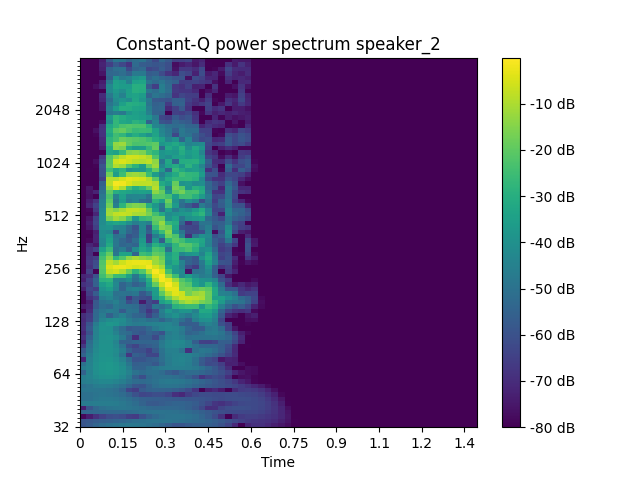 Constant-Q power spectrum speaker_2
Hz
2048
1024
512
256
128
64
32
0 0.15 0.3 0.45 0.6 0.75 0.9 1.1 1.2 1.4
Time
-10 dB
-20 dB
-30 dB
-40 dB
-50 dB
-60 dB
-70 dB
-80 dB